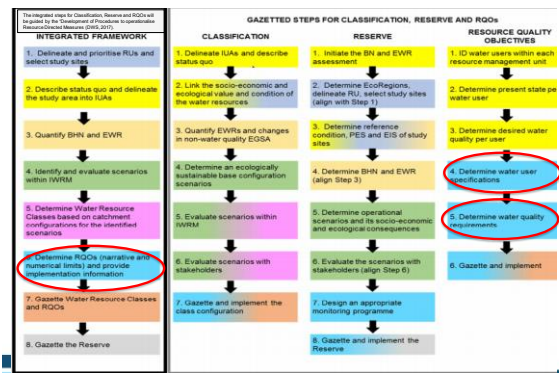 The integrated steps for Classification, Reserve and RQOs will
be guided by the "Development of Procedures to operationalise
Resource Directed Measures (DWS, 2017).
INTEGRATED FRAMEWORK
1. Delineate and prioritise RUs and
select study sites
2. Describe status quo and delineate
the study area into IUAs
3. Quantify BHN and EWR
4. Identify and evaluate scenarios
within IWRM
5. Determine Water Resource
Classes based on catchment
configurations for the identified
scenarios
6. Determine RQOs (narrative and
numerical limits) and provide
implementation information
7. Gazette Water Resource Classes
and RQOs
8. Gazette the Reserve
GAZETTED STEPS FOR CLASSIFICATION, RESERVE AND RQOs
CLASSIFICATION
1. Delineate IUAs and describe
status quo
2. Link the socio-economic and
ecological value and condition of
the water resources
3. Quantify EWRs and changes
in non-water quality EGSA
4. Determine an ecologically
sustainable base configuration
scenarios
5. Evaluate scenarios within
IWRM
6. Evaluate scenarios with
stakeholders
7. Gazette and implement the
class configuration
RESERVE
1. Initiate the BN and EWR
assessment
2. Determine EcoRegions,
delineate RU, select study sites
(align with Step 1)
3. Determine reference
condition, PES and EIS of study
sites
4. Determine BHN and EWR
(align Step 3)
5. Determine operational
scenarios and its socio-economic
and ecological consequences
6. Evaluate the scenarios with
stakeholders (align Step 6)
7. Design an appropriate
monitoring programme
8. Gazette and implement the
Reserve
RESOURCE QUALITY
OBJECTIVES
1. ID water users within each
resource management unit
2. Determine present state pe
water user
3. Determine desired water
quality per user
4. Determine water user
specifications
5. Determine water quality
requirements
6. Gazette and implement